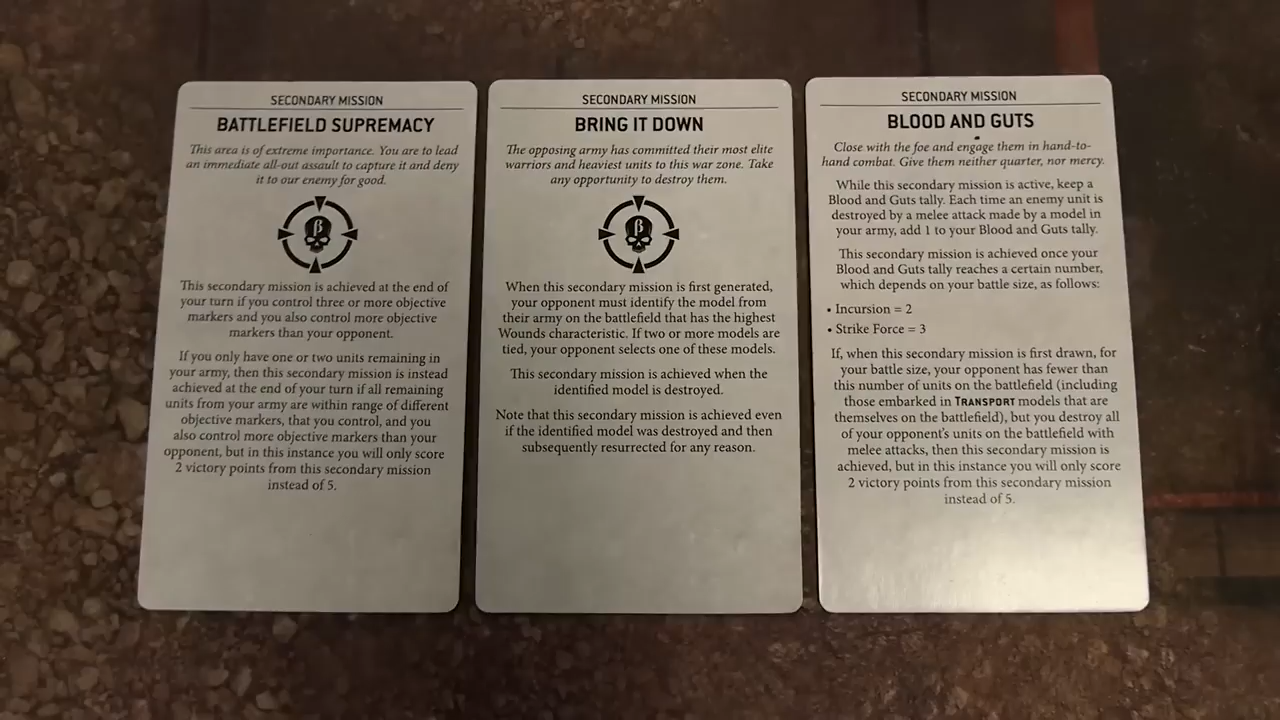 SECONDARY MISSION
BATTLEFIELD SUPREMACY
This area is of extreme importance. You are to lead
an immediate all-out assault to capture it and deny
it to our enemy for good.
β
This secondary mission is achieved at the end of
your turn if you control three or more objective
markers and you also control more objective
markers than your opponent.
If you only have one or two units remaining in
your army, then this secondary mission is instead
achieved at the end of your turn if all remaining
units from your army are within range of different
objective markers, that you control, and you
also control more objective markers than your
opponent, but in this instance you will only score
2 victory points from this secondary mission
instead of 5.
SECONDARY MISSION
BRING IT DOWN
The opposing army has committed their most elite
warriors and heaviest units to this war zone. Take
any opportunity to destroy them.
β
When this secondary mission is first generated,
your opponent must identify the model from
their army on the battlefield that has the highest
Wounds characteristic. If two or more models are
tied, your opponent selects one of these models.
This secondary mission is achieved when the
identified model is destroyed.
Note that this secondary mission is achieved even
if the identified model was destroyed and then
subsequently resurrected for any reason.
SECONDARY MISSION
BLOOD AND GUTS
Close with the foe and engage them in hand-to-
hand combat. Give them neither quarter, nor mercy.
While this secondary mission is active, keep a
Blood and Guts tally. Each time an enemy unit is
destroyed by a melee attack made by a model in
your army, add 1 to your Blood and Guts tally.
This secondary mission is achieved once your
Blood and Guts tally reaches a certain number,
which depends on your battle size, as follows:
• Incursion = 2
• Strike Force = 3
If, when this secondary mission is first drawn, for
your battle size, your opponent has fewer than
this number of units on the battlefield (including
those embarked in TRANSPORT models that are
themselves on the battlefield), but you destroy all
of your opponent's units on the battlefield with
melee attacks, then this secondary mission is
achieved, but in this instance you will only score
2 victory points from this secondary mission
instead of 5.